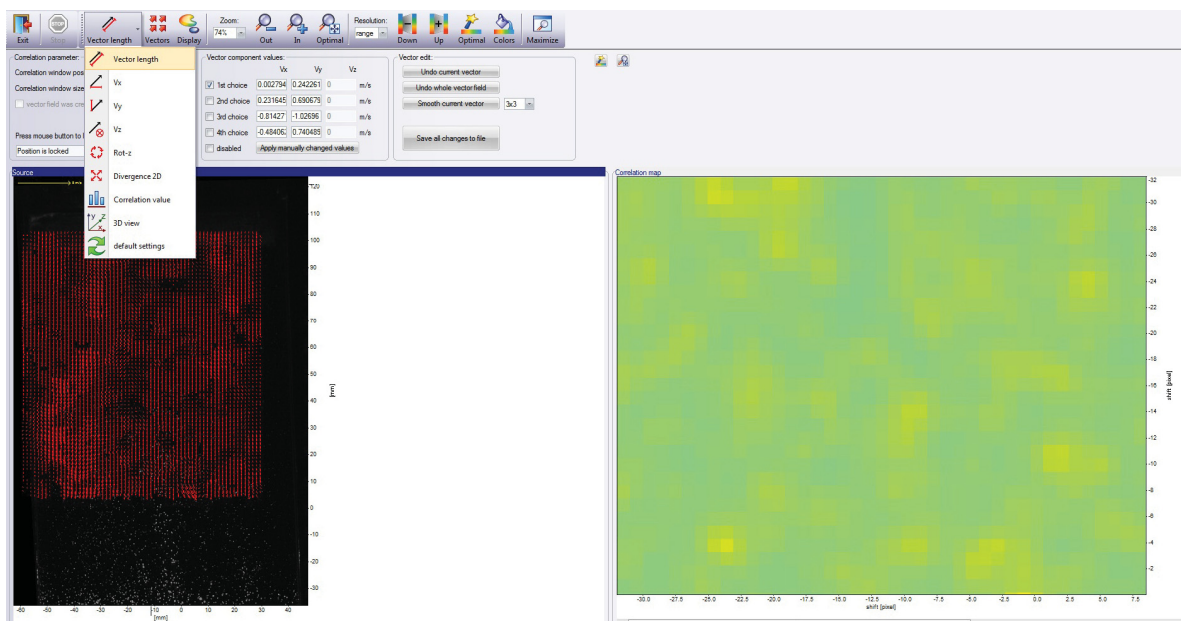 Zoom:
Resolution:
74%
range
Exit
Stop
Vector length
Vectors
Display
Out
In
Optimal
Down
Up
Optimal
Colors
Maximize
Correlation parameter:
Correlation window pos
Correlation window size
vector field was cre
Press mouse button to l
Position is locked
Vector length
Vx
Vy
Vz
Rot-z
Divergence 2D
Correlation value
3D view
default settings
Vector component values:
Vx Vy Vz
1st choice 0.002794 0.242261 0 m/s
2nd choice 0.231645 0.690679 0 m/s
3rd choice -0.81427 -1.02696 0 m/s
4th choice -0.48406 0.740489 0 m/s
disabled Apply manually changed values
Vector edit:
Undo current vector
Undo whole vector field
Smooth current vector 3x3
Save all changes to file
Source
120
110
100
90
80
70
60
50
40
30
20
10
0
-10
-20
-30
[mm]
-60 -50 -40 -30 -20 -10 0 10 20 30 40
[mm]
Correlation map
-32
-30
-28
-26
-24
-22
-20
-18
-16
-14
-12
-10
-8
-6
-4
-2
shift [pixel]
-30.0 -27.5 -25.0 -22.5 -20.0 -17.5 -15.0 -12.5 -10.0 -7.5 -5.0 -2.5 0.0 2.5 5.0 7.5
shift [pixel]